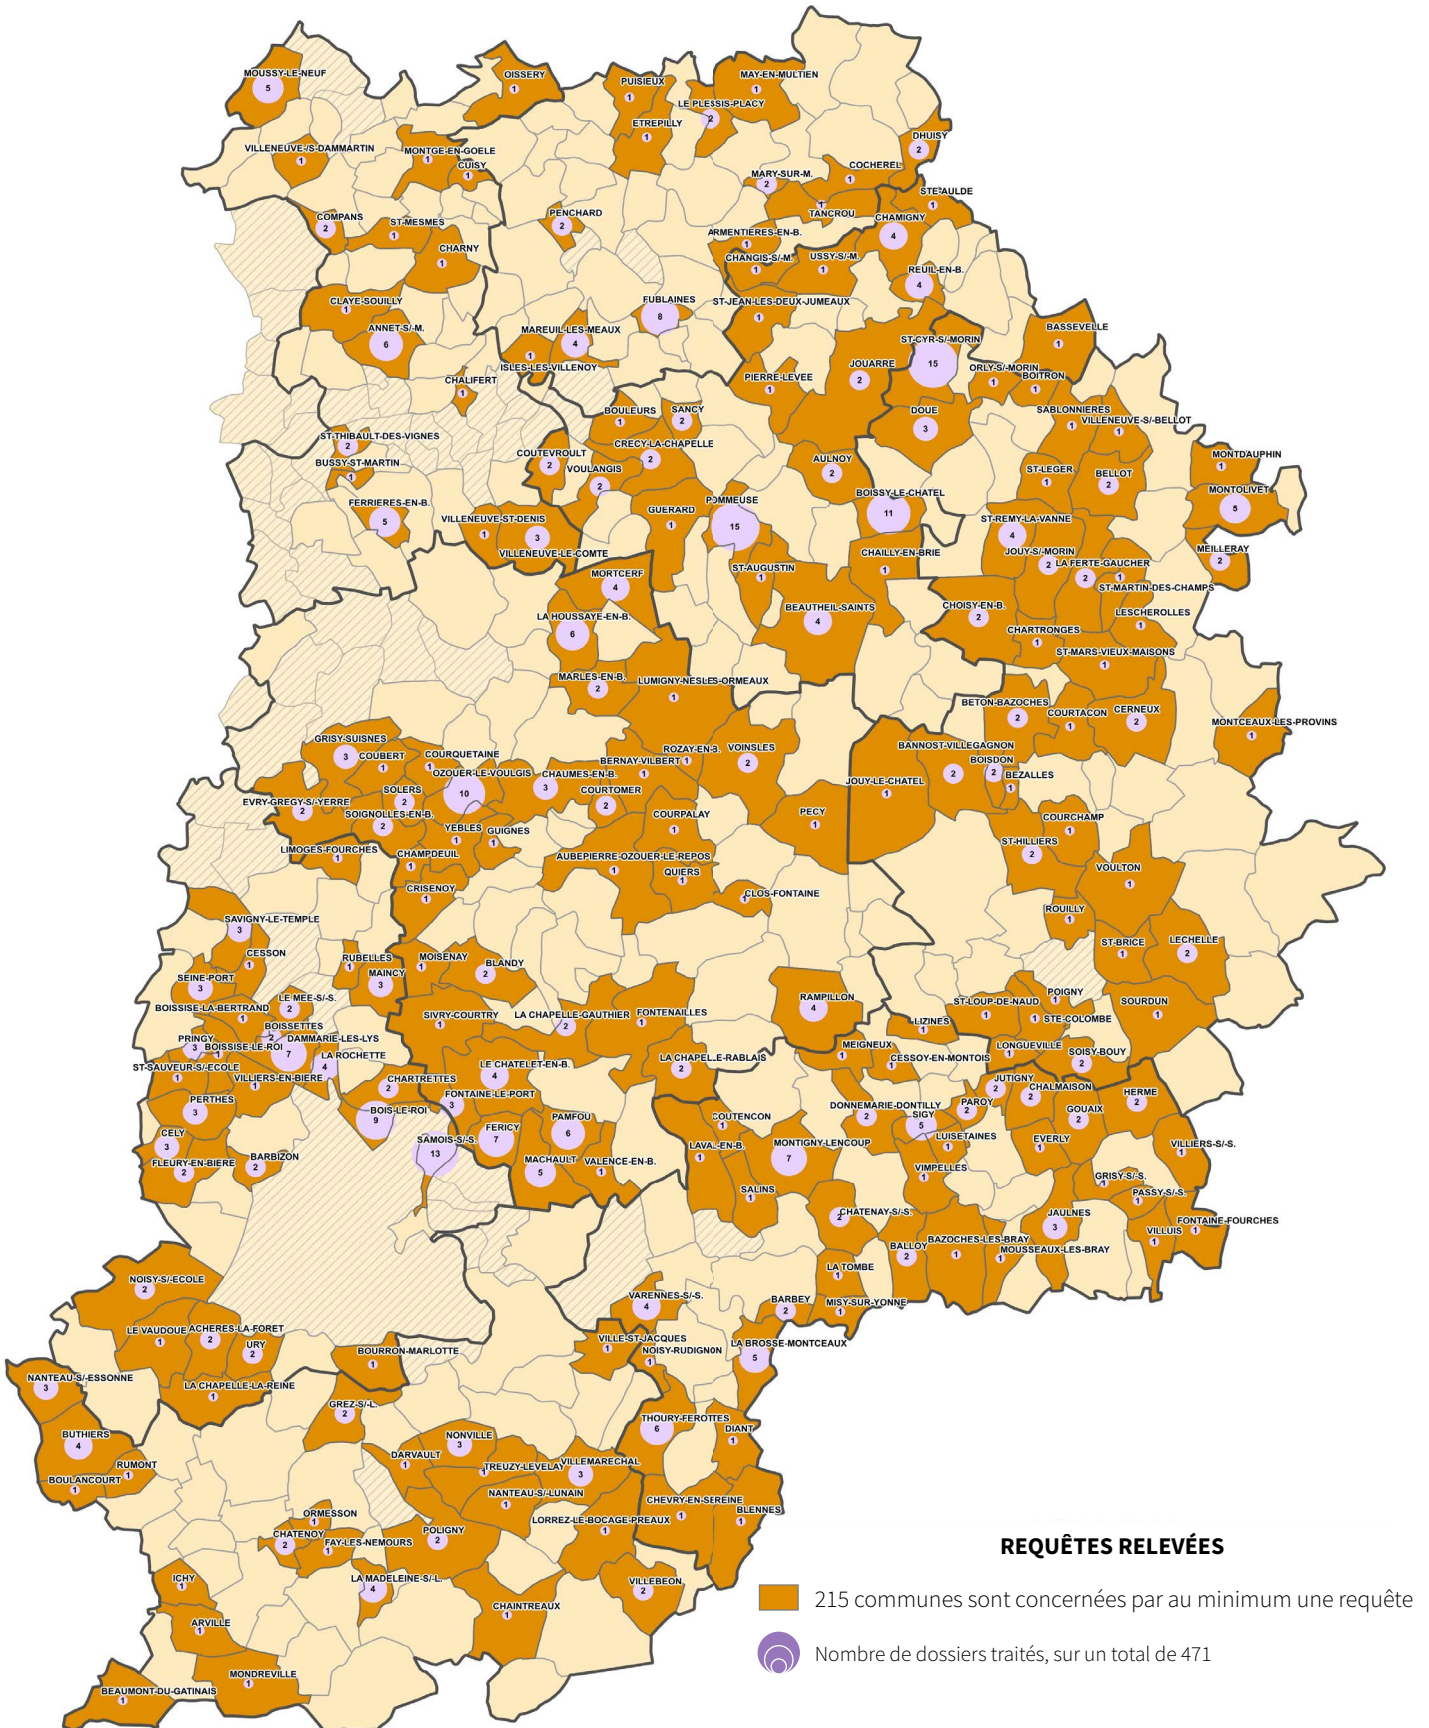 MOUSSY-LE-NEUF
5
OISSERY
1
PUISIEUX
1
MAY-EN-MULTIEN
1
LE PLESSIS-PLACY
2
ETREPILLY
1
DHUISY
2
VILLENEUVE-/S-DAMMARTIN
1
MONTGE-EN-GOELE
1
CUISY
1
COCHEREL
1
MARY-SUR-M.
2
STE-AULDE
1
TANCROU
1
COMPANS
2
ST-MESMES
1
PENCHARD
2
CHAMIGNY
4
ARMENTIERES-EN-B.
1
CHARNY
1
CHANGIS-S/-M.
1
USSY-S/-M.
1
REUIL-EN-B.
4
CLAYE-SOUILLY
1
FUBLAINES
8
ST-JEAN-LES-DEUX-JUMEAUX
1
ANNET-S/-M.
6
MAREUIL-LES-MEAUX
4
BASSEVELLE
1
ST-CYR-S/-MORIN
15
ISLES-LES-VILLENOY
1
JOUARRE
2
ORLY-S/-MORIN
1
BOITRON
1
CHALIFERT
1
PIERRE-LEVEE
1
BOULEURS
1
SANCY
2
DOUE
3
SABLONNIERES
1
VILLENEUVE-S/-BELLOT
1
ST-THIBAULT-DES-VIGNES
2
CRECY-LA-CHAPELLE
2
COUTEVROULT
2
BUSSY-ST-MARTIN
1
VOULANGIS
2
AULNOY
2
ST-LEGER
1
BELLOT
2
MONTDAUPHIN
1
MONTOLIVET
5
FERRIERES-EN-B.
5
VILLENEUVE-ST-DENIS
1
VILLENEUVE-LE-COMTE
3
GUERARD
1
POMMEUSE
15
BOISSY-LE-CHATEL
11
ST-REMY-LA-VANNE
4
JOUY-S/-MORIN
2
LA FERTE-GAUCHER
2
MEILLERAY
2
CHAILLY-EN-BRIE
1
ST-MARTIN-DES-CHAMPS
1
MORTCERF
4
ST-AUGUSTIN
1
BEAUTHEIL-SAINTS
4
CHOISY-EN-B.
2
LESCHEROLLES
1
LA HOUSSAYE-EN-B.
6
CHARTRONGES
1
ST-MARS-VIEUX-MAISONS
1
MARLES-EN-B.
2
LUMIGNY-NESLES-ORMEAUX
1
BETON-BAZOCHES
2
COURTACON
1
CERNEUX
2
MONTCEAUX-LES-PROVINS
1
GRISY-SUISNES
3
COUBERT
1
COURQUETAINE
1
ROZAY-EN-B.
1
VOINSLES
2
BANNOST-VILLEGAGNON
2
BERNAY-VILBERT
1
BOISDON
2
BEZALLES
1
OZOUER-LE-VOULGIS
10
CHAUMES-EN-B.
3
COURTOMER
2
JOUY-LE-CHATEL
1
SOLERS
2
EVRY-GREGY-S/-YERRE
2
SOIGNOLLES-EN-B.
2
COURPALAY
1
PECY
1
COURCHAMP
1
YEBLES
1
GUIGNES
1
LIMOGES-FOURCHES
1
CHAMPDEUIL
1
AUBEPIERRE-OZOUER-LE-REPOS
1
ST-HILLIERS
2
QUIERS
1
VOULTON
1
CRISENOY
1
CLOS-FONTAINE
1
ROUILLY
1
SAVIGNY-LE-TEMPLE
3
ST-BRICE
1
LECHELLE
2
CESSON
1
RUBELLES
1
MOISENAY
1
BLANDY
2
MAINCY
3
SEINE-PORT
3
LE MEE-S/-S.
2
BOISSISE-LA-BERTRAND
1
RAMPILLON
4
ST-LOUP-DE-NAUD
1
POIGNY
1
SOURDUN
1
SIVRY-COURTRY
1
LA CHAPELLE-GAUTHIER
2
FONTENAILLES
1
STE-COLOMBE
1
LIZINES
1
BOISSETTES
2
PRINGY
3
BOISSISE-LE-ROI
1
DAMMARIE-LES-LYS
7
LA ROCHETTE
4
MEIGNEUX
1
LONGUEVILLE
1
SOISY-BOUY
2
CESSOY-EN-MONTOIS
1
ST-SAUVEUR-S/-ECOLE
1
VILLIERS-EN-BIERE
1
LE CHATELET-EN-B.
4
LA CHAPELLE-RABLAIS
2
CHARTRETTES
2
JUTIGNY
2
CHALMAISON
2
FONTAINE-LE-PORT
3
HERME
2
PERTHES
3
BOIS-LE-ROI
9
DONNEMARIE-DONTILLY
2
PAROY
2
GOUAIX
2
SIGY
5
COUTENCON
1
PAMFOU
6
FERICY
7
CELY
3
SAMOIS-S/-S.
13
LUISETAINES
1
EVERLY
1
VILLIERS-S/-S.
1
LAVAL-EN-B.
1
MONTIGNY-LENCOUP
7
BARBIZON
2
FLEURY-EN-BIERE
2
MACHAULT
5
VALENCE-EN-B.
1
VIMPELLES
1
GRISY-S/-S.
1
SALINS
1
PASSY-S/-S.
1
CHATENAY-S/-S.
2
JAULNES
3
VILLUIS
1
FONTAINE-FOURCHES
1
BALLOY
2
BAZOCHES-LES-BRAY
1
MOUSSEAUX-LES-BRAY
1
LA TOMBE
1
NOISY-S/-ECOLE
2
VARENNES-S/-S.
4
BARBEY
2
MISY-SUR-YONNE
1
LE VAUDOUE
1
ACHERES-LA-FORET
2
URY
2
VILLE-ST-JACQUES
1
NOISY-RUDIGNON
1
LA BROSSE-MONTCEAUX
5
BOURRON-MARLOTTE
1
NANTEAU-S/-ESSONNE
3
LA CHAPELLE-LA-REINE
1
GREZ-S/-L.
2
THOURY-FEROTTES
6
DIANT
1
BUTHIERS
4
NONVILLE
3
DARVAULT
1
RUMONT
1
TREUZY-LEVELAY
1
VILLEMARECHAL
3
BOULANCOURT
1
NANTEAU-S/-LUNAIN
1
CHEVRY-EN-SEREINE
1
BLENNES
1
ORMESSON
1
LORREZ-LE-BOCAGE-PREAUX
1
CHATENOY
2
FAY-LES-NEMOURS
1
POLIGNY
2
ICHY
1
LA MADELEINE-S/-L.
4
VILLEBEON
2
CHAINTREAUX
1
ARVILLE
1
MONDREVILLE
1
BEAUMONT-DU-GATINAIS
1
REQUÊTES RELEVÉES
215 communes sont concernées par au minimum une requête
Nombre de dossiers traités, sur un total de 471